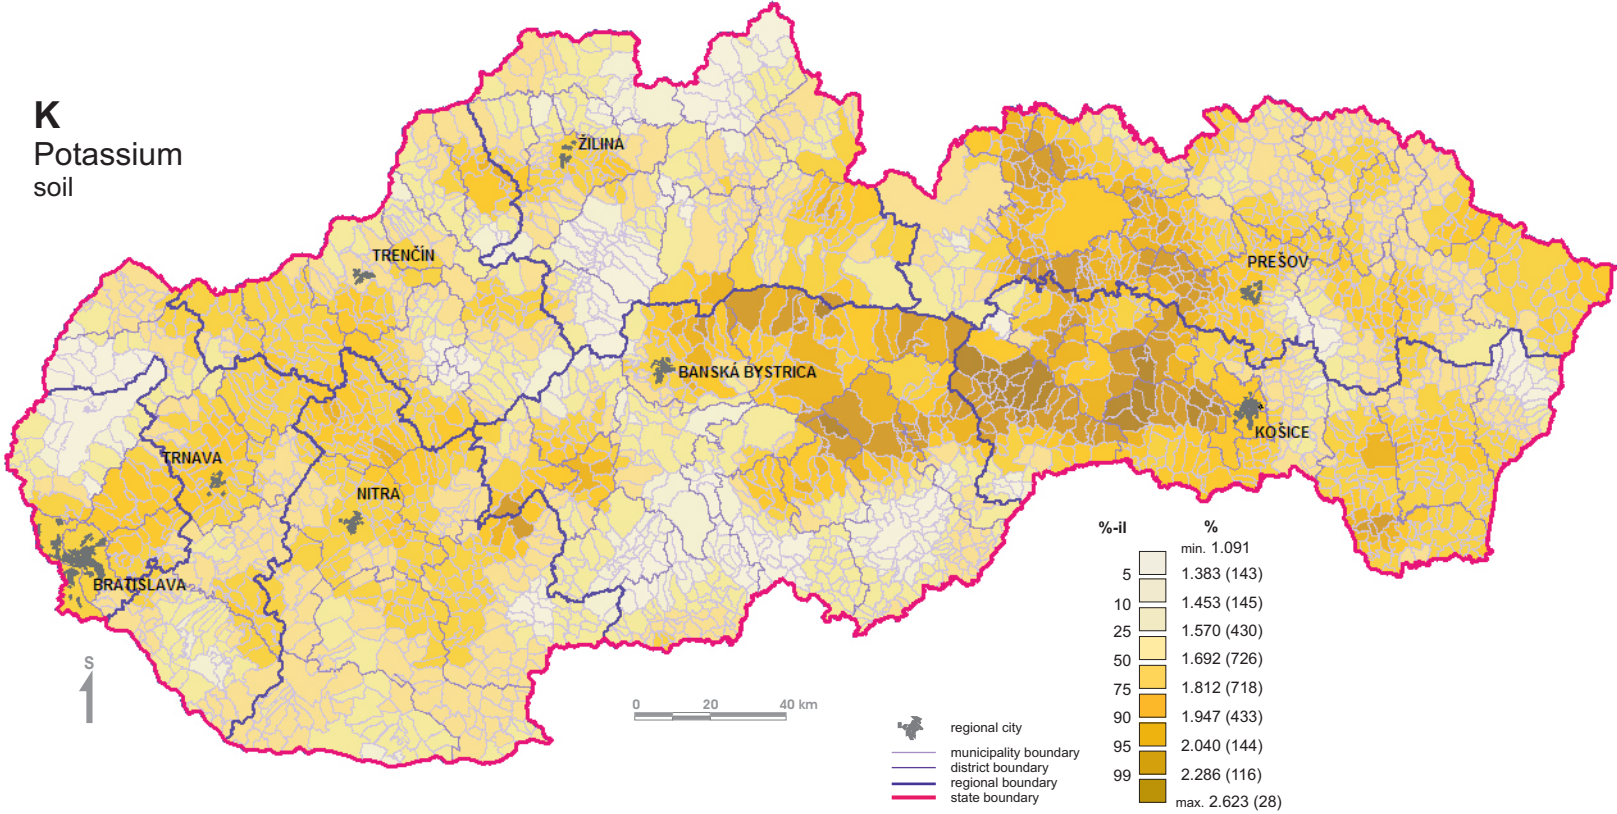 K
Potassium
soil
ŽILINA
TRENČÍN
PREŠOV
BANSKÁ BYSTRICA
KOŠICE
TRNAVA
NITRA
BRATISLAVA
S
0 20 40 km
regional city
municipality boundary
district boundary
regional boundary
state boundary
%-il %
min. 1.091
5 1.383 (143)
10 1.453 (145)
25 1.570 (430)
50 1.692 (726)
75 1.812 (718)
90 1.947 (433)
95 2.040 (144)
99 2.286 (116)
max. 2.623 (28)